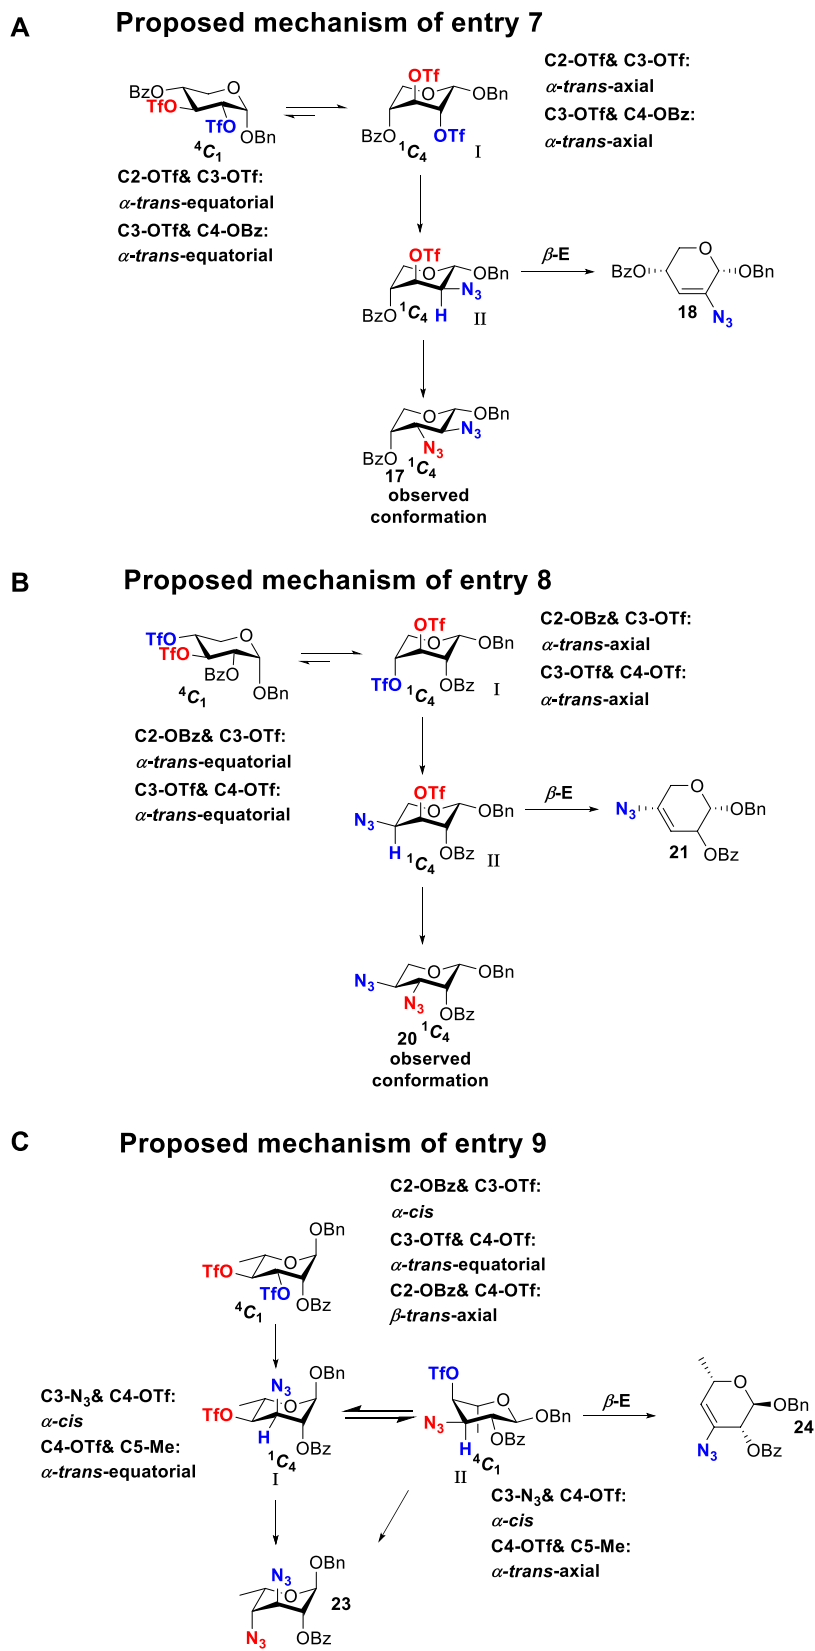 A
Proposed mechanism of entry 7
BzO
TfO
TfO
O
OBn
⁴C₁
C2-OTf& C3-OTf:
α-trans-equatorial
C3-OTf& C4-OBz:
α-trans-equatorial
OTf
O
OBn
BzO
OTf
¹C₄
I
C2-OTf& C3-OTf:
α-trans-axial
C3-OTf& C4-OBz:
α-trans-axial
OTf
O
OBn
N₃
BzO
¹C₄
H
II
β-E
O
BzO
OBn
18
N₃
O
OBn
N₃
N₃
BzO
17 ¹C₄
observed
conformation
B
Proposed mechanism of entry 8
TfO
TfO
O
BzO
OBn
⁴C₁
C2-OBz& C3-OTf:
α-trans-equatorial
C3-OTf& C4-OTf:
α-trans-equatorial
OTf
O
OBn
TfO
¹C₄
OBz
I
C2-OBz& C3-OTf:
α-trans-axial
C3-OTf& C4-OTf:
α-trans-axial
OTf
O
OBn
N₃
H
¹C₄
OBz
II
β-E
O
N₃
OBn
21
OBz
O
OBn
N₃
N₃
OBz
20 ¹C₄
observed
conformation
C
Proposed mechanism of entry 9
C2-OBz& C3-OTf:
α-cis
C3-OTf& C4-OTf:
α-trans-equatorial
C2-OBz& C4-OTf:
β-trans-axial
OBn
O
TfO
TfO
OBz
⁴C₁
C3-N₃& C4-OTf:
α-cis
C4-OTf& C5-Me:
α-trans-equatorial
OBn
N₃
O
TfO
H
OBz
¹C₄
I
TfO
O
N₃
OBn
OBz
H
⁴C₁
II
β-E
O
OBn
24
N₃
OBz
C3-N₃& C4-OTf:
α-cis
C4-OTf& C5-Me:
α-trans-axial
OBn
N₃
O
23
N₃
OBz